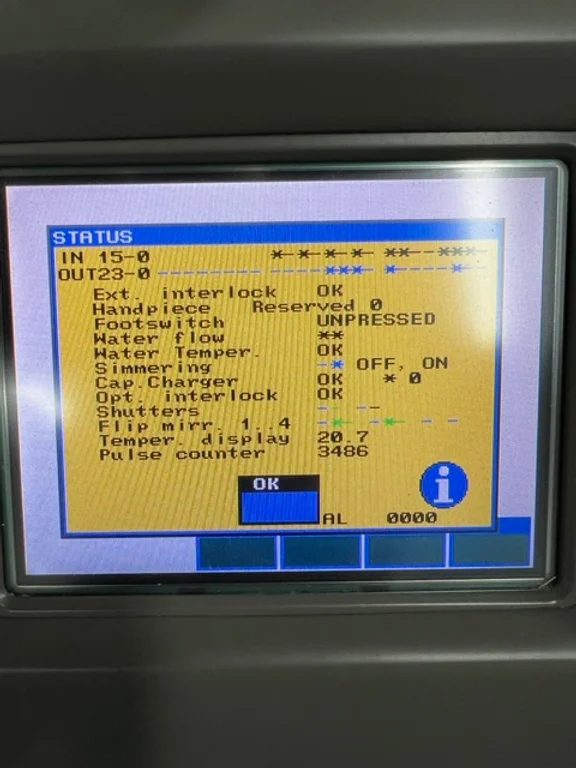 STATUS
IN 15-0 *-*-*-*-**--***-
OUT23-0 ------------***--*----*--
Ext. interlock OK
Handpiece Reserved 0
Footswitch UNPRESSED
Water flow **
Water Temper. OK
Simmering -* OFF, ON
Cap.Charger OK * 0
Opt. interlock OK
Shutters - --
Flip mirr. 1..4 -*- -*- - -
Temper. display 20.7
Pulse counter 3486
OK
i
AL 0000